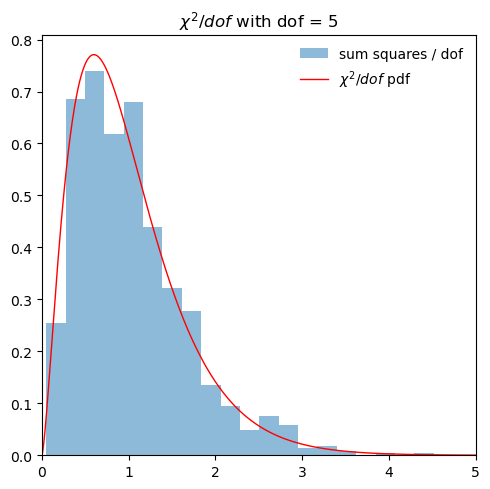 χ²/dof with dof = 5
sum squares / dof
χ²/dof pdf
0.8
0.7
0.6
0.5
0.4
0.3
0.2
0.1
0.0
0 1 2 3 4 5